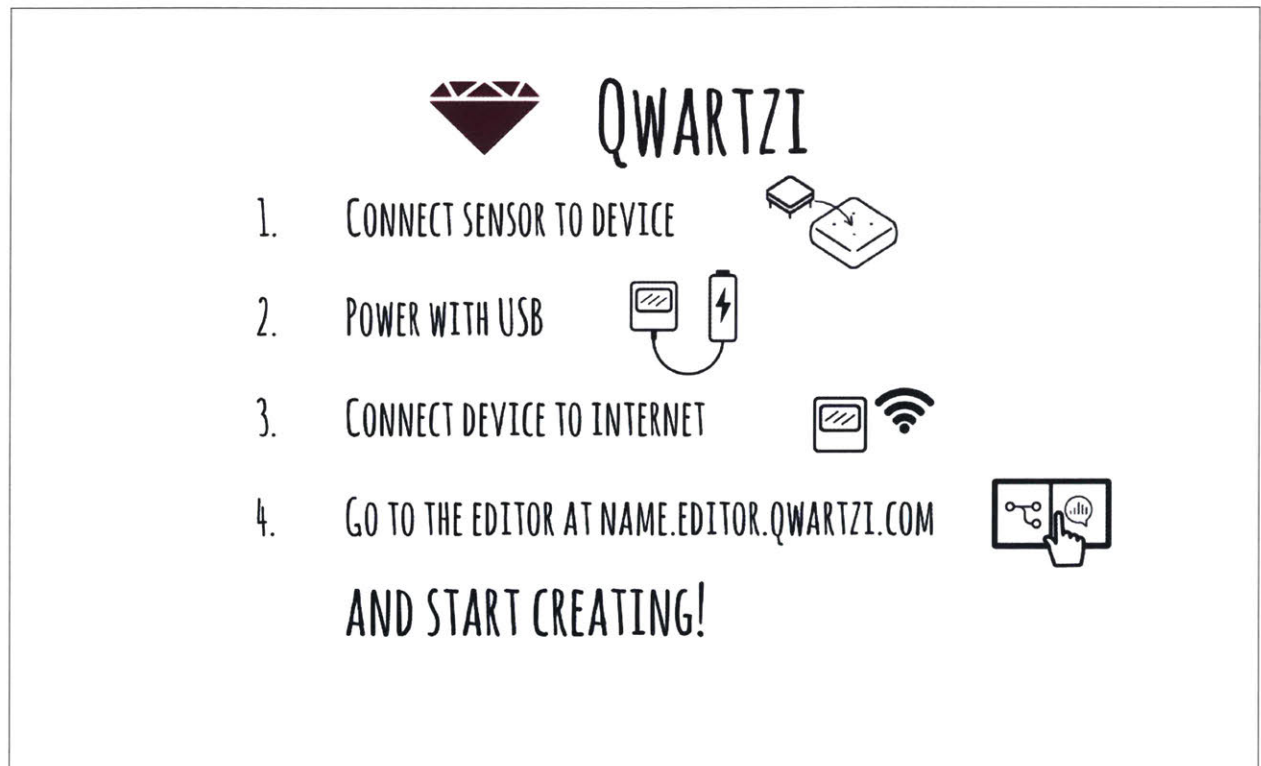 QWARTZI
1. CONNECT SENSOR TO DEVICE
2. POWER WITH USB
3. CONNECT DEVICE TO INTERNET
4. GO TO THE EDITOR AT NAME.EDITOR.QWARTZI.COM
AND START CREATING!